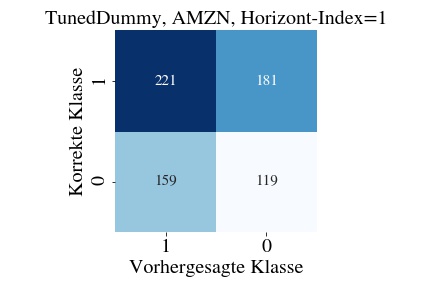 TunedDummy, AMZN, Horizont-Index=1
Korrekte Klasse
1
221
181
0
159
119
1
0
Vorhergesagte Klasse